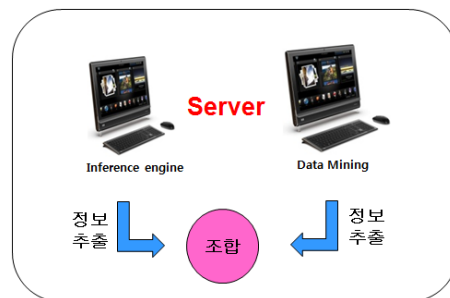 Server
Inference engine
Data Mining
정보
추출
조합
정보
추출